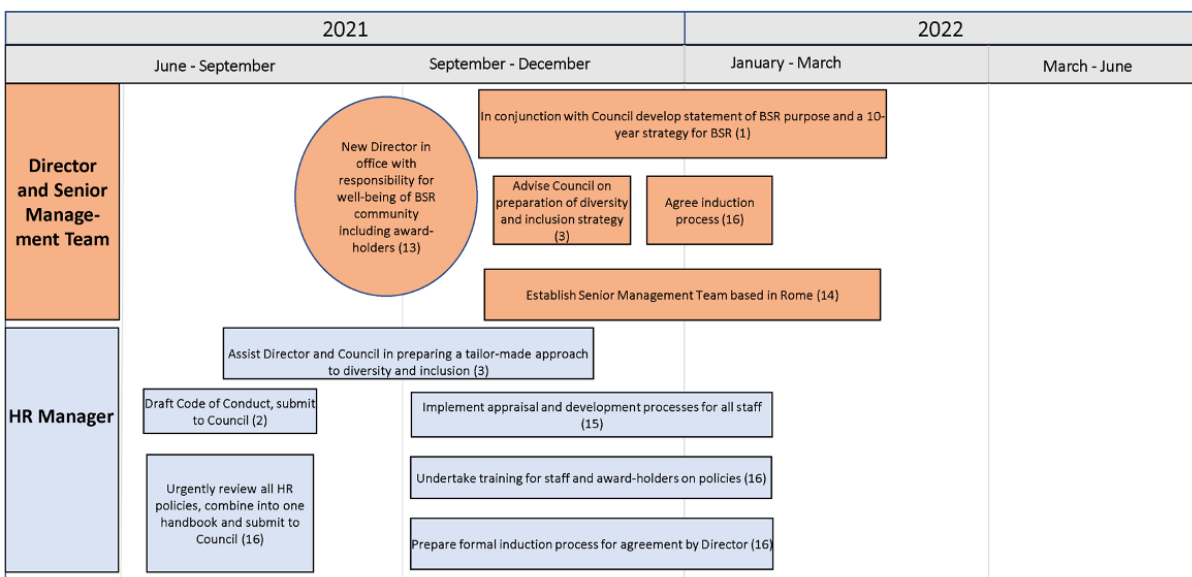 2021
2022
June - September
September - December
January - March
March - June
Director
and Senior
Manage-
ment Team
New Director in
office with
responsibility for
well-being of BSR
community
including award-
holders (13)
In conjunction with Council develop statement of BSR purpose and a 10-
year strategy for BSR (1)
Advise Council on
preparation of diversity
and inclusion strategy
(3)
Agree induction
process (16)
Establish Senior Management Team based in Rome (14)
HR Manager
Assist Director and Council in preparing a tailor-made approach
to diversity and inclusion (3)
Draft Code of Conduct, submit
to Council (2)
Implement appraisal and development processes for all staff
(15)
Urgently review all HR
policies, combine into one
handbook and submit to
Council (16)
Undertake training for staff and award-holders on policies (16)
Prepare formal induction process for agreement by Director (16)